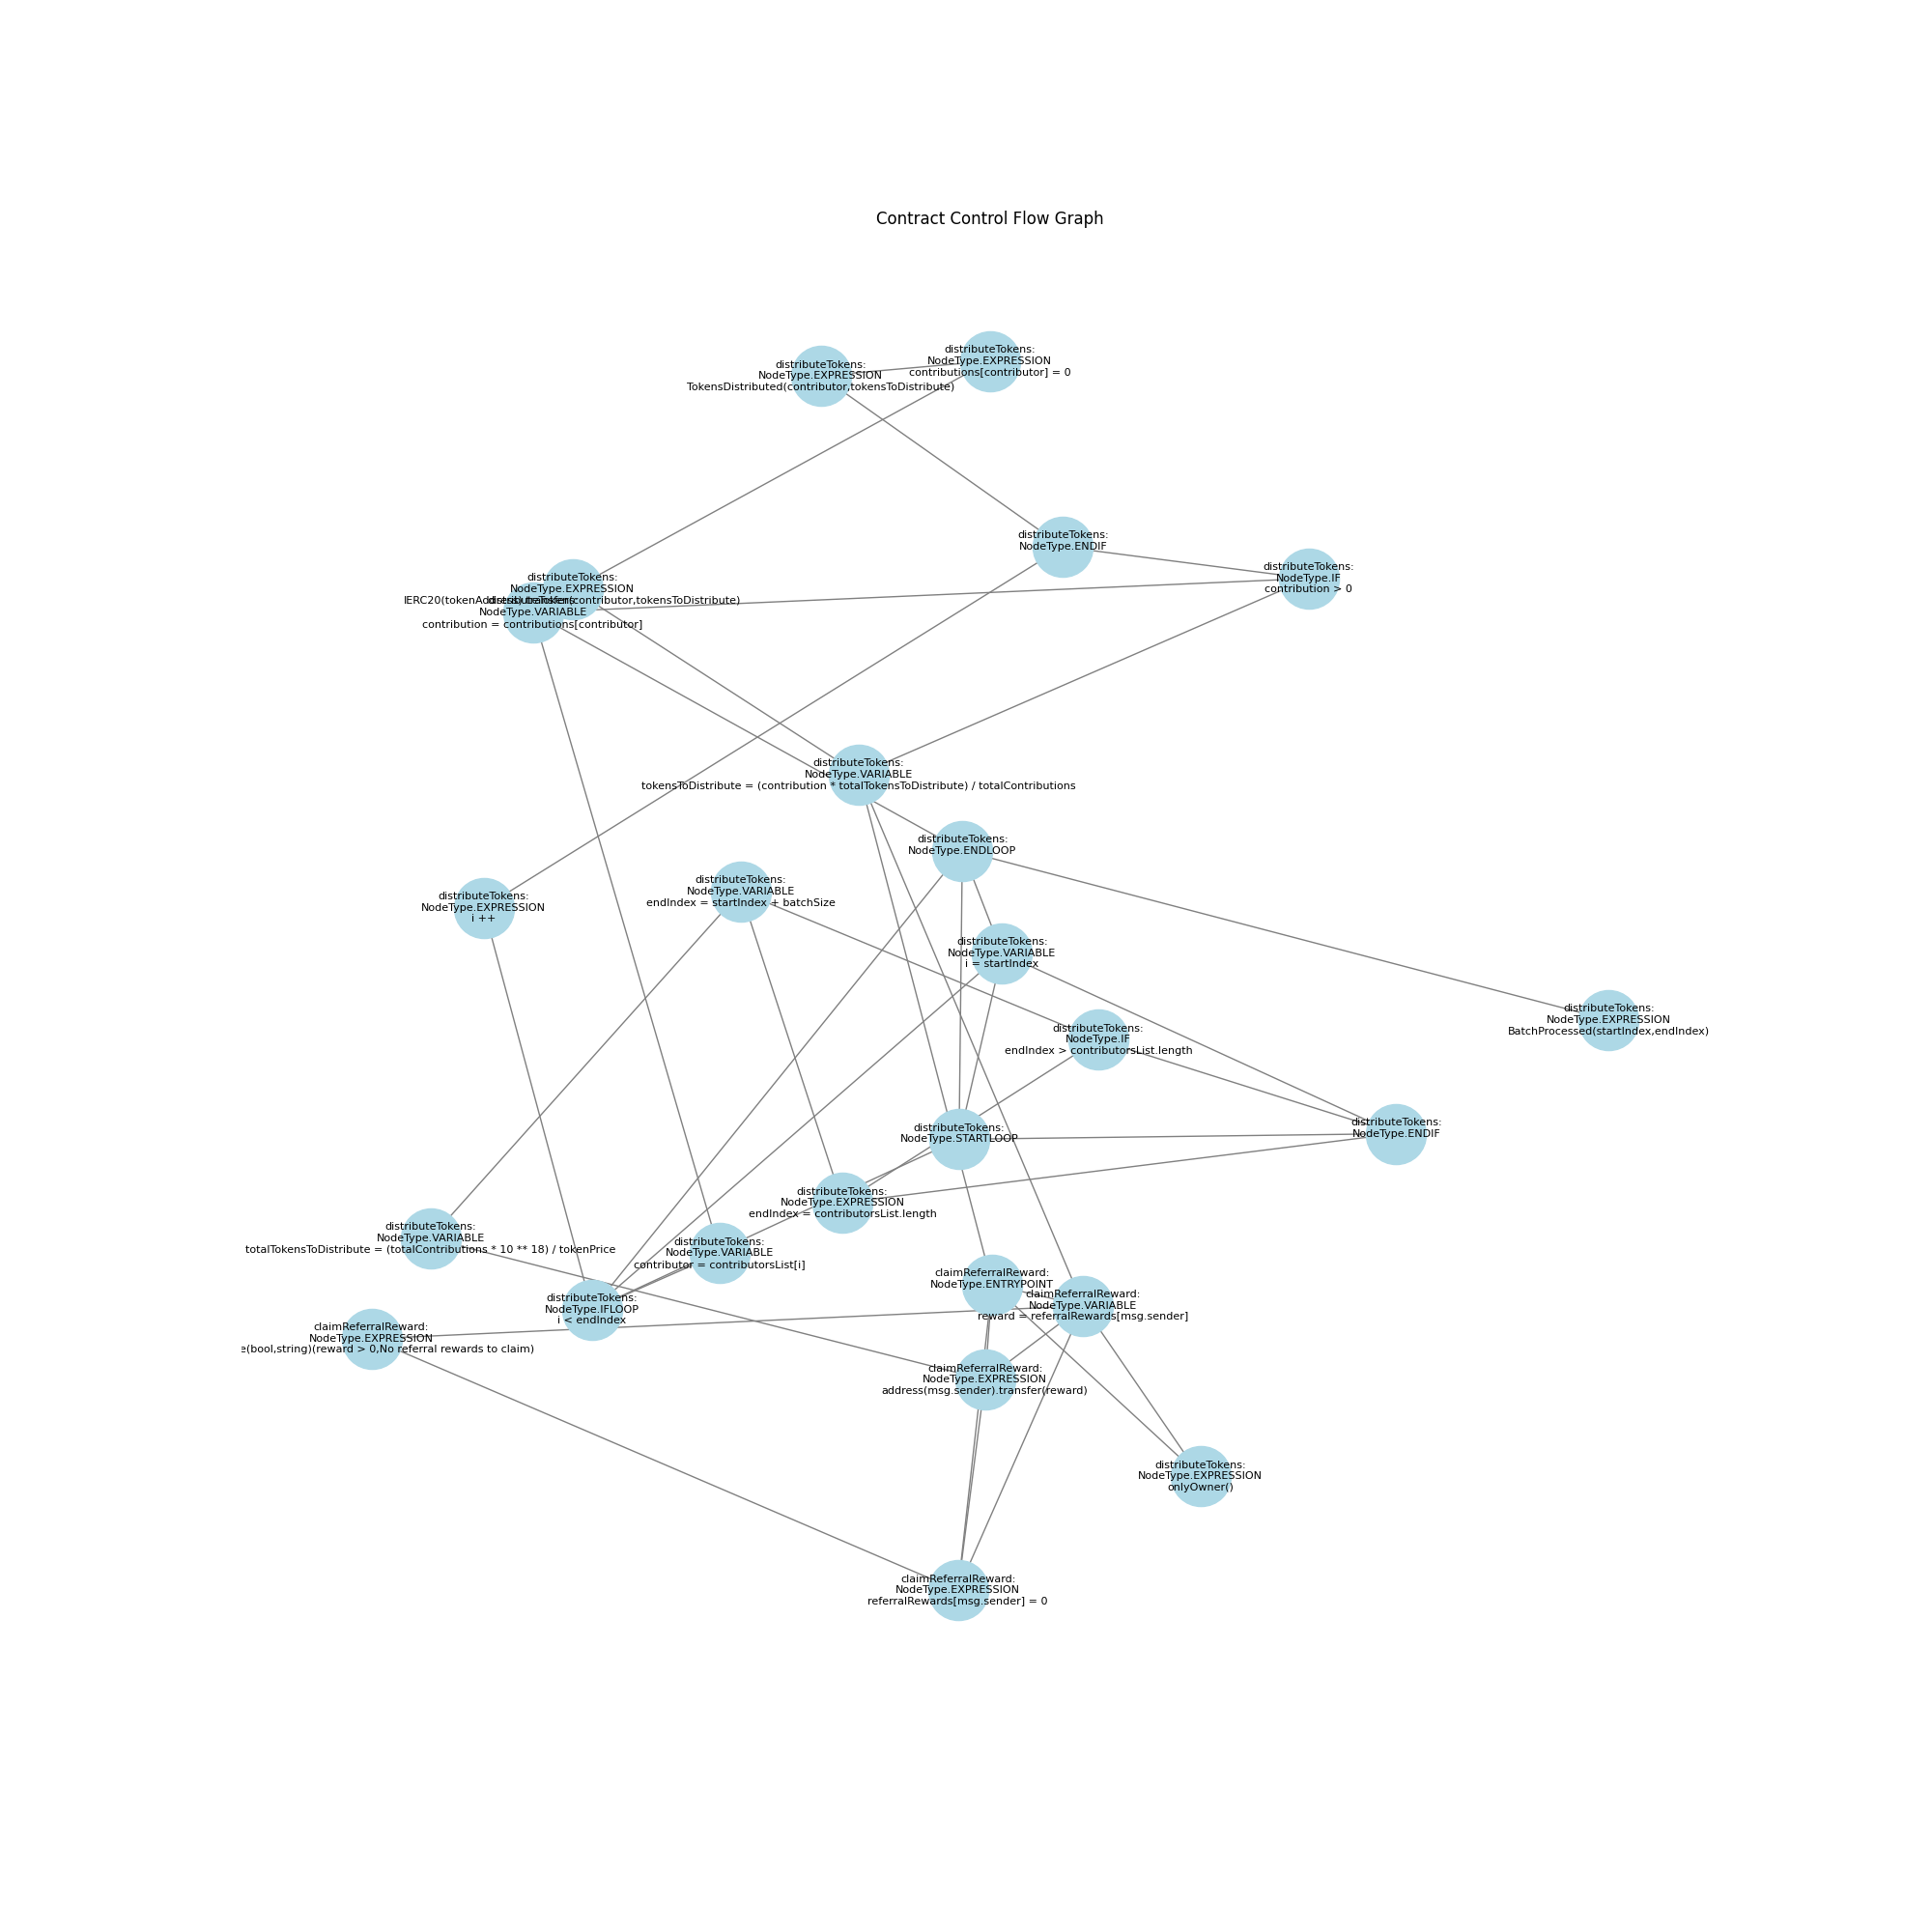 Contract Control Flow Graph
distributeTokens:
NodeType.EXPRESSION
contributions[contributor] = 0
distributeTokens:
NodeType.EXPRESSION
TokensDistributed(contributor,tokensToDistribute)
distributeTokens:
NodeType.ENDIF
distributeTokens:
NodeType.IF
contribution > 0
distributeTokens:
NodeType.EXPRESSION
contributor,tokensToDistribute)
NodeType.VARIABLE
contribution = contributions[contributor]
distributeTokens:
NodeType.VARIABLE
tokensToDistribute = (contribution * totalTokensToDistribute) / totalContributions
distributeTokens:
NodeType.ENDLOOP
distributeTokens:
NodeType.VARIABLE
endIndex = startIndex + batchSize
distributeTokens:
NodeType.EXPRESSION
i ++
distributeTokens:
NodeType.VARIABLE
i = startIndex
distributeTokens:
NodeType.EXPRESSION
BatchProcessed(startIndex,endIndex)
distributeTokens:
NodeType.IF
endIndex > contributorsList.length
distributeTokens:
NodeType.STARTLOOP
distributeTokens:
NodeType.ENDIF
distributeTokens:
NodeType.EXPRESSION
endIndex = contributorsList.length
distributeTokens:
NodeType.VARIABLE
totalTokensToDistribute = (totalContributions * 10 ** 18) / tokenPrice
distributeTokens:
NodeType.VARIABLE
contributor = contributorsList[i]
claimReferralReward:
NodeType.ENTRYPOINT
claimReferralReward:
NodeType.VARIABLE
reward = referralRewards[msg.sender]
distributeTokens:
NodeType.IFLOOP
i < endIndex
claimReferralReward:
NodeType.EXPRESSION
e(bool,string)(reward > 0,No referral rewards to claim)
claimReferralReward:
NodeType.EXPRESSION
address(msg.sender).transfer(reward)
distributeTokens:
NodeType.EXPRESSION
onlyOwner()
claimReferralReward:
NodeType.EXPRESSION
referralRewards[msg.sender] = 0